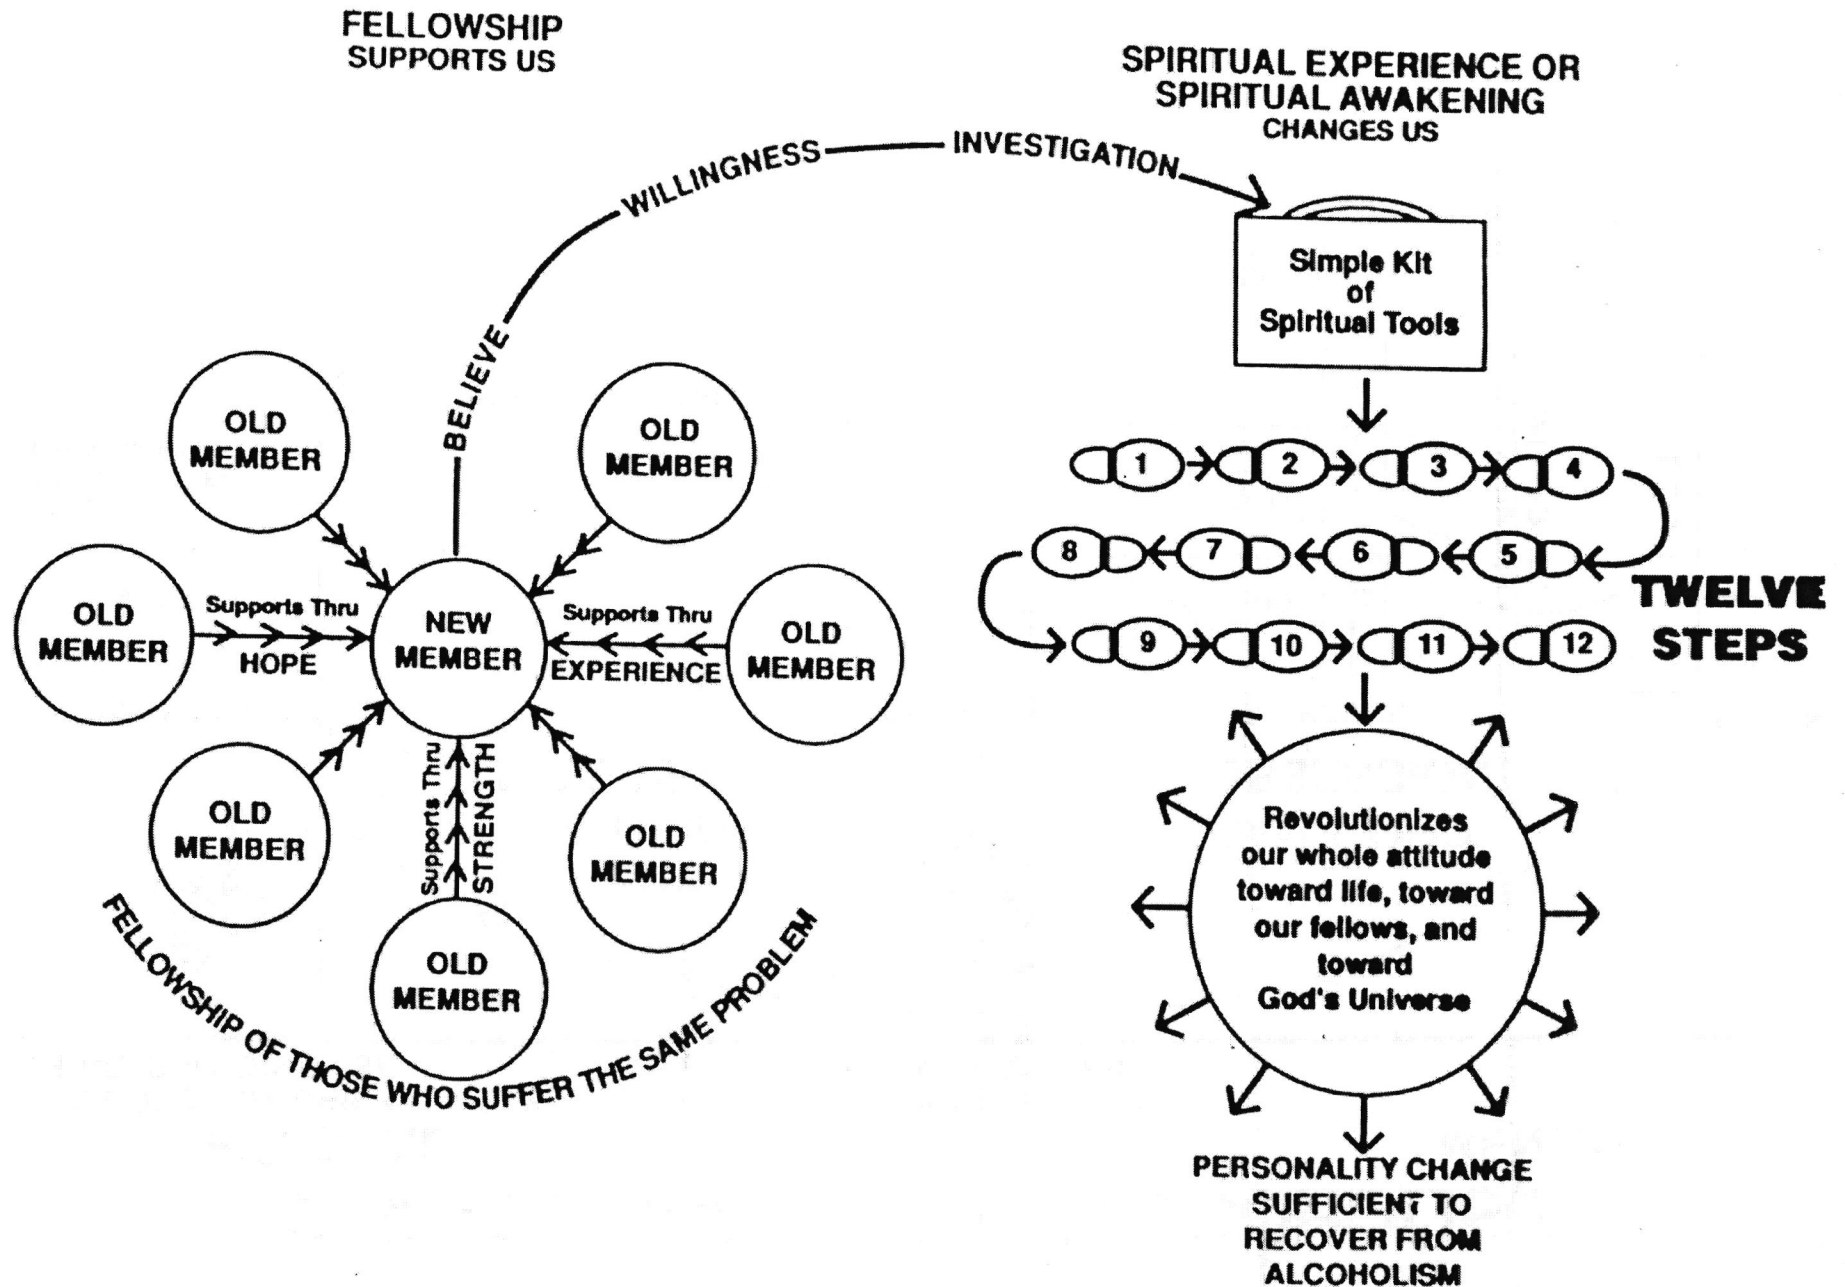 FELLOWSHIP
SUPPORTS US
SPIRITUAL EXPERIENCE OR
SPIRITUAL AWAKENING
CHANGES US
BELIEVE
WILLINGNESS
INVESTIGATION
Simple Kit
of
Spiritual Tools
OLD
MEMBER
OLD
MEMBER
OLD
MEMBER
Supports Thru
HOPE
NEW
MEMBER
Supports Thru
EXPERIENCE
OLD
MEMBER
OLD
MEMBER
Supports Thru
STRENGTH
OLD
MEMBER
OLD
MEMBER
FELLOWSHIP OF THOSE WHO SUFFER THE SAME PROBLEM
1 2 3 4
8 7 6 5
9 10 11 12
TWELVE
STEPS
Revolutionizes
our whole attitude
toward life, toward
our fellows, and
toward
God's Universe
PERSONALITY CHANGE
SUFFICIENT TO
RECOVER FROM
ALCOHOLISM